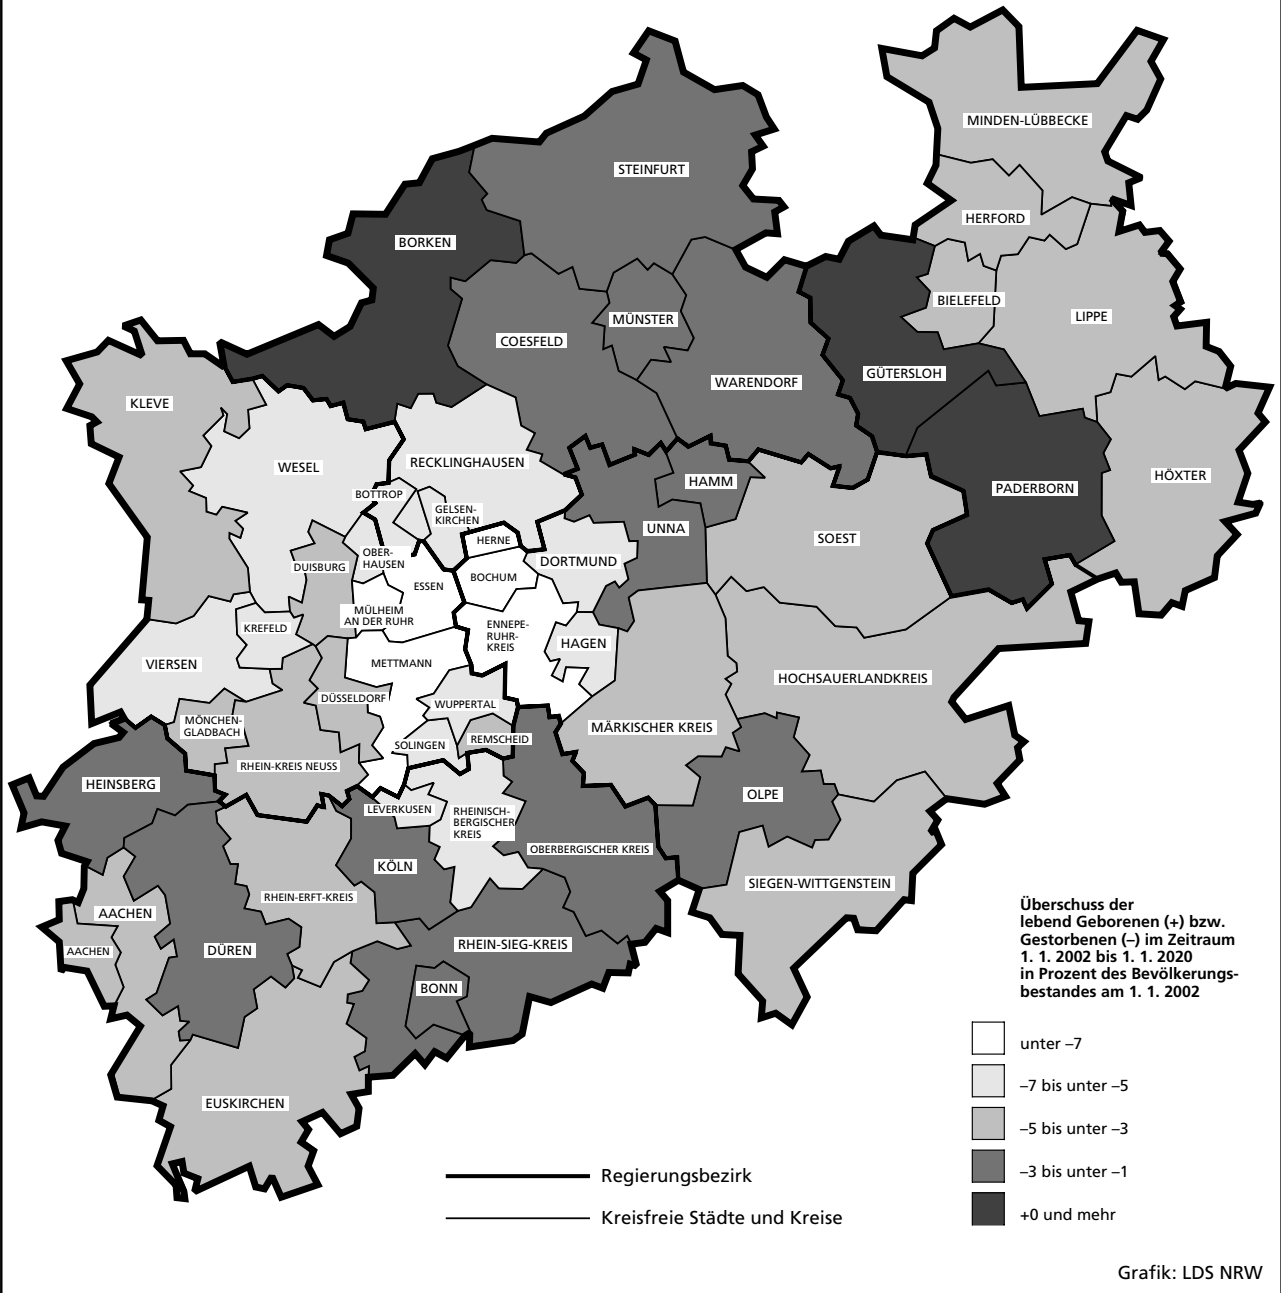 MINDEN-LÜBBECKE
STEINFURT
HERFORD
BORKEN
BIELEFELD
LIPPE
MÜNSTER
COESFELD
GÜTERSLOH
WARENDORF
KLEVE
WESEL
RECKLINGHAUSEN
HÖXTER
HAMM
PADERBORN
BOTTROP
GELSEN-
KIRCHEN
UNNA
SOEST
HERNE
OBER-
HAUSEN
DORTMUND
DUISBURG
BOCHUM
ESSEN
MÜLHEIM
AN DER RUHR
KREFELD
ENNEPE-
RUHR-
KREIS
HAGEN
VIERSEN
METTMANN
HOCHSAUERLANDKREIS
DÜSSELDORF
WUPPERTAL
MÖNCHEN-
GLADBACH
MÄRKISCHER KREIS
REMSCHEID
SOLINGEN
RHEIN-KREIS NEUSS
HEINSBERG
OLPE
LEVERKUSEN
RHEINISCH-
BERGISCHER
KREIS
OBERBERGISCHER KREIS
KÖLN
SIEGEN-WITTGENSTEIN
RHEIN-ERFT-KREIS
AACHEN
RHEIN-SIEG-KREIS
AACHEN
DÜREN
BONN
EUSKIRCHEN
Überschuss der
lebend Geborenen (+) bzw.
Gestorbenen (–) im Zeitraum
1. 1. 2002 bis 1. 1. 2020
in Prozent des Bevölkerungs-
bestandes am 1. 1. 2002
unter –7
–7 bis unter –5
–5 bis unter –3
–3 bis unter –1
+0 und mehr
Regierungsbezirk
Kreisfreie Städte und Kreise
Grafik: LDS NRW